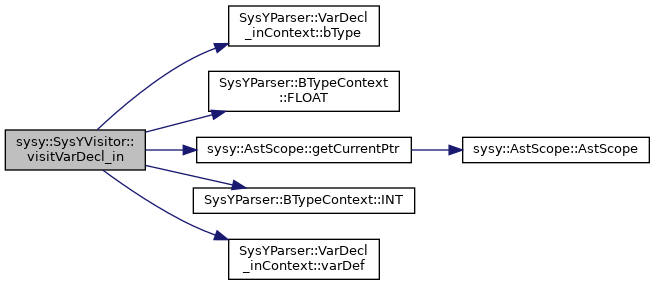 SysYParser::VarDecl
_inContext::bType
SysYParser::BTypeContext
::FLOAT
sysy::SysYVisitor::
visitVarDecl_in
sysy::AstScope::getCurrentPtr
sysy::AstScope::AstScope
SysYParser::BTypeContext::INT
SysYParser::VarDecl
_inContext::varDef